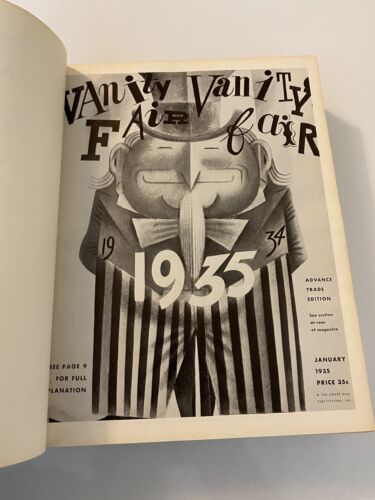 Vanity Vanity
Fair fair
19 34
1935
ADVANCE
TRADE
EDITION
See section
at rear
of magazine
SEE PAGE 9
FOR FULL
PLANATION
JANUARY
1935
PRICE 35c